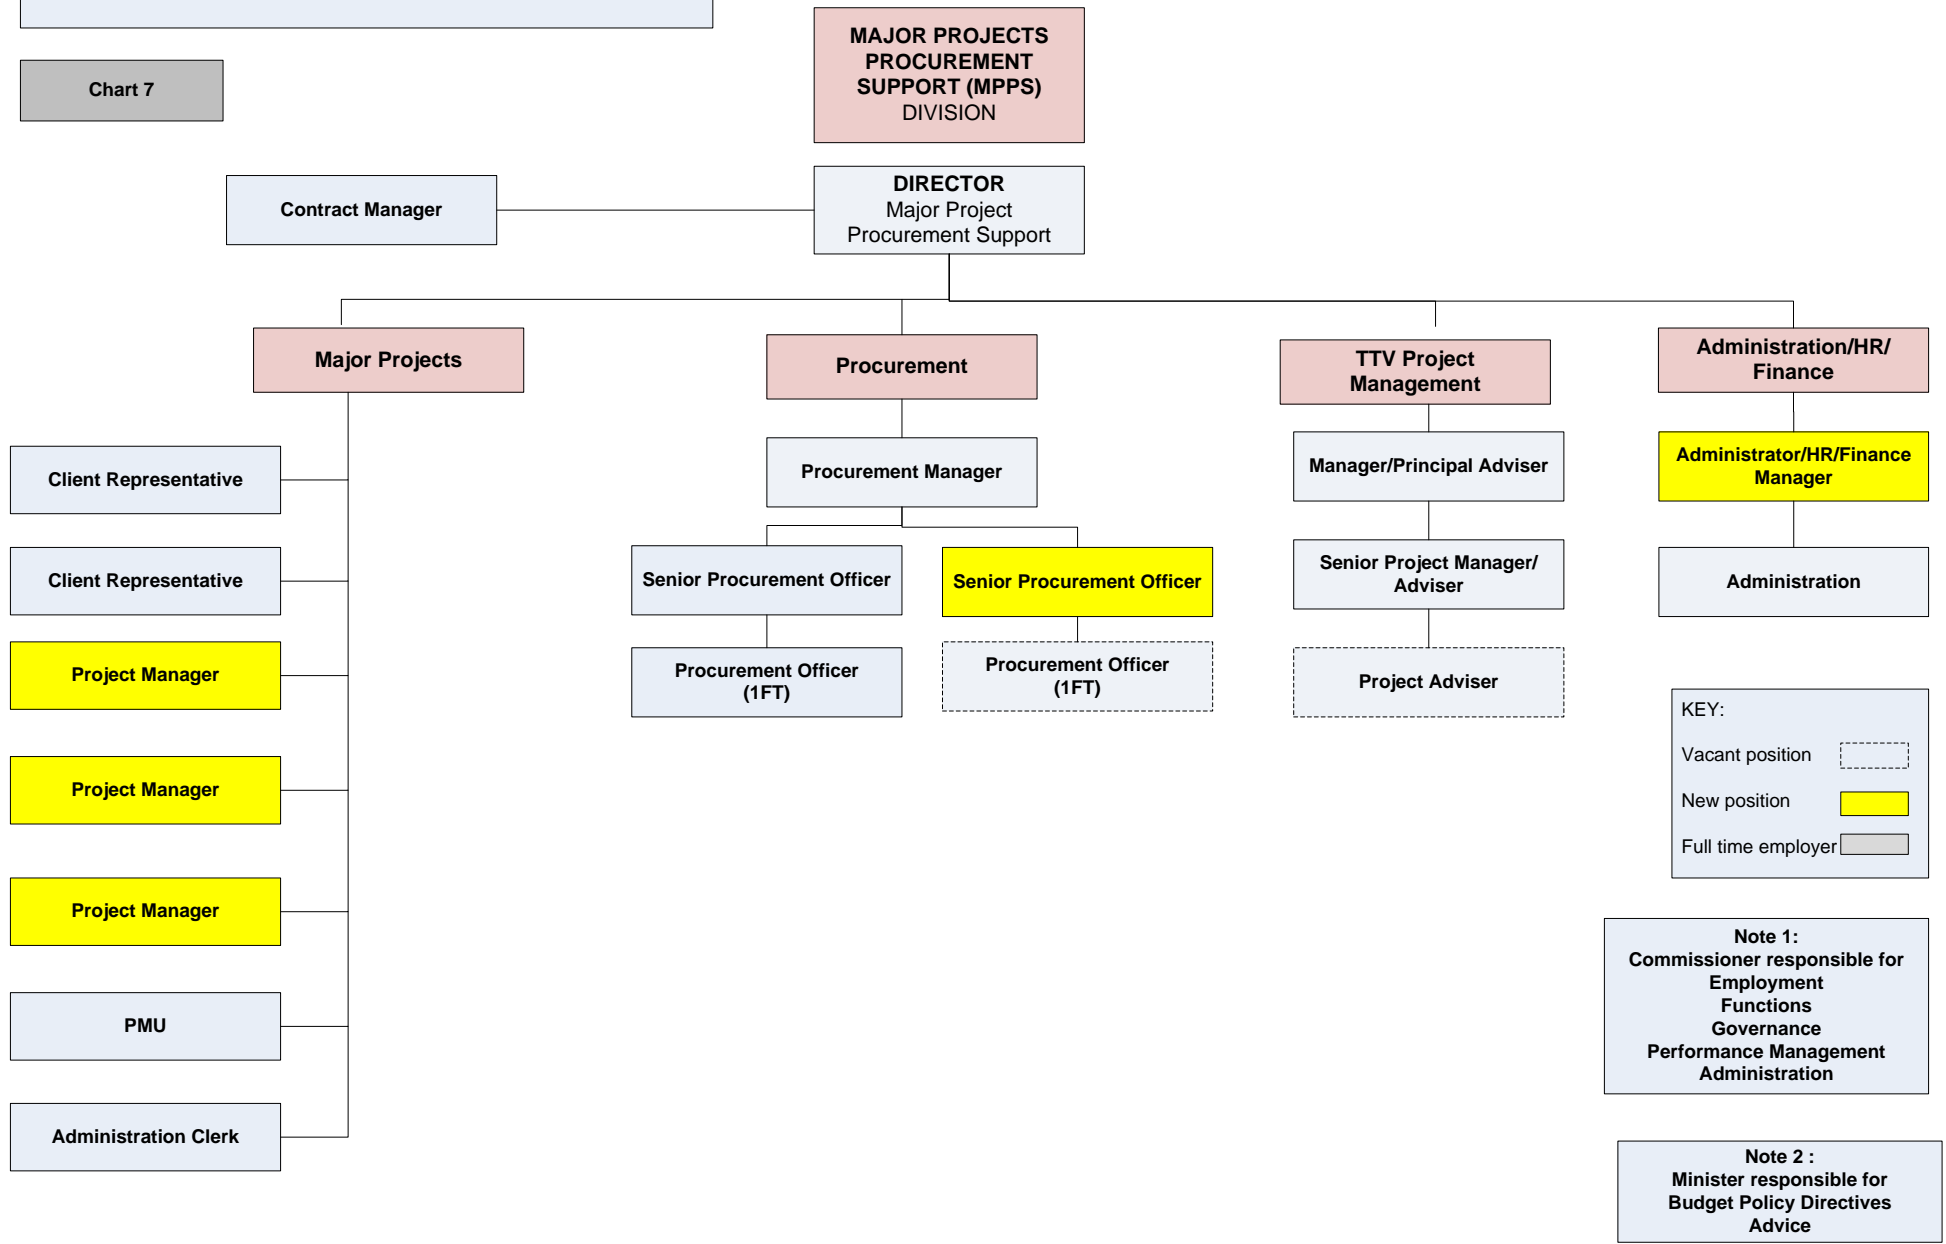 MAJOR PROJECTS
PROCUREMENT
SUPPORT (MPPS)
DIVISION
Chart 7
Contract Manager
DIRECTOR
Major Project
Procurement Support
Major Projects
Procurement
TTV Project
Management
Administration/HR/
Finance
Client Representative
Client Representative
Project Manager
Project Manager
Project Manager
PMU
Administration Clerk
Procurement Manager
Senior Procurement Officer
Senior Procurement Officer
Procurement Officer
(1FT)
Procurement Officer
(1FT)
Manager/Principal Adviser
Senior Project Manager/
Adviser
Project Adviser
Administrator/HR/Finance
Manager
Administration
KEY:
Vacant position
New position
Full time employer
Note 1:
Commissioner responsible for
Employment
Functions
Governance
Performance Management
Administration
Note 2 :
Minister responsible for
Budget Policy Directives
Advice